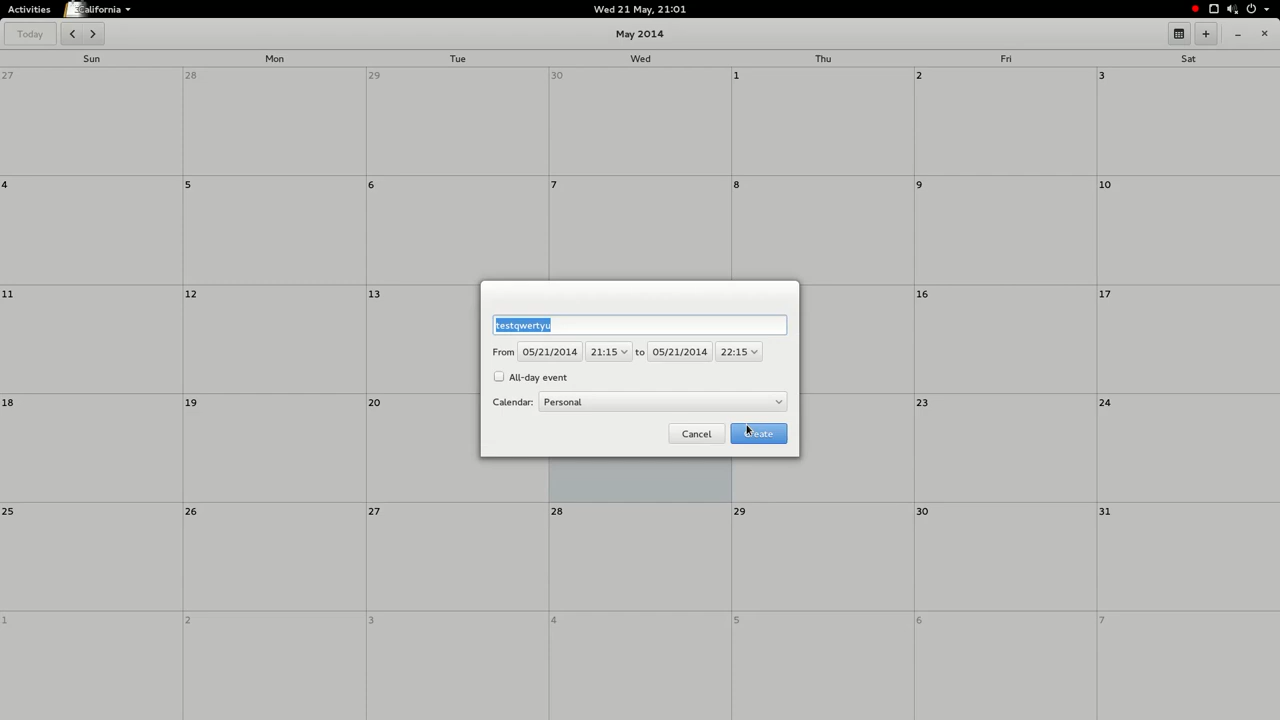 Activities California Wed 21 May, 21:01
Today May 2014
Sun Mon Tue Wed Thu Fri Sat
27 28 29 30 1 2 3
4 5 6 7 8 9 10
11 12 13 16 17
testqwertyu
From 05/21/2014 21:15 to 05/21/2014 22:15
All-day event
Calendar: Personal
18 19 20 23 24
Cancel Create
25 26 27 28 29 30 31
1 2 3 4 5 6 7